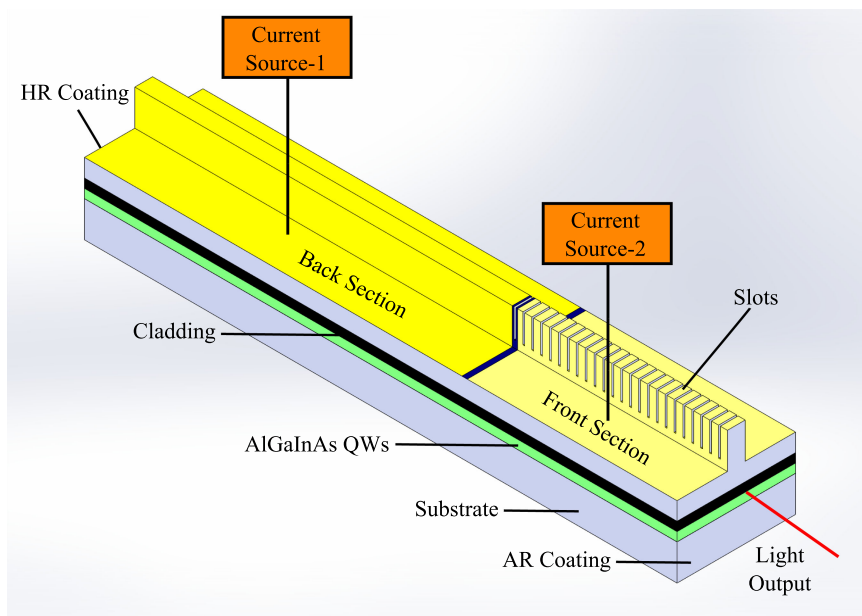 Current
Source-1
HR Coating
Current
Source-2
Back Section
Slots
Cladding
Front Section
AlGaInAs QWs
Substrate
AR Coating
Light
Output